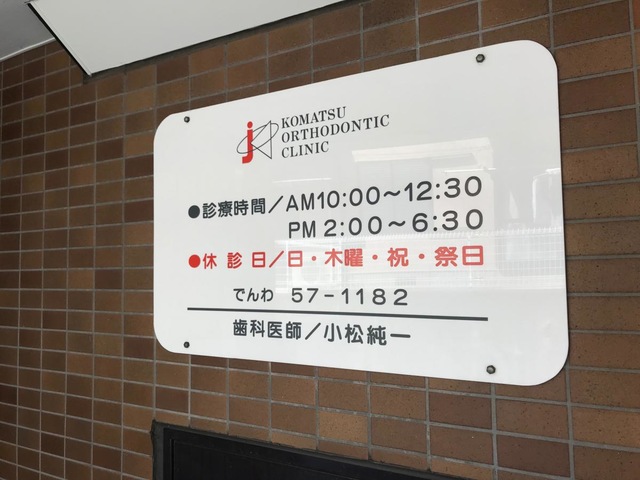 KOMATSU
ORTHODONTIC
CLINIC
●診療時間/AM10:00～12:30
PM 2:00～6:30
●休診日/日・木曜・祝・祭日
でんわ 57-1182
歯科医師/小松純一